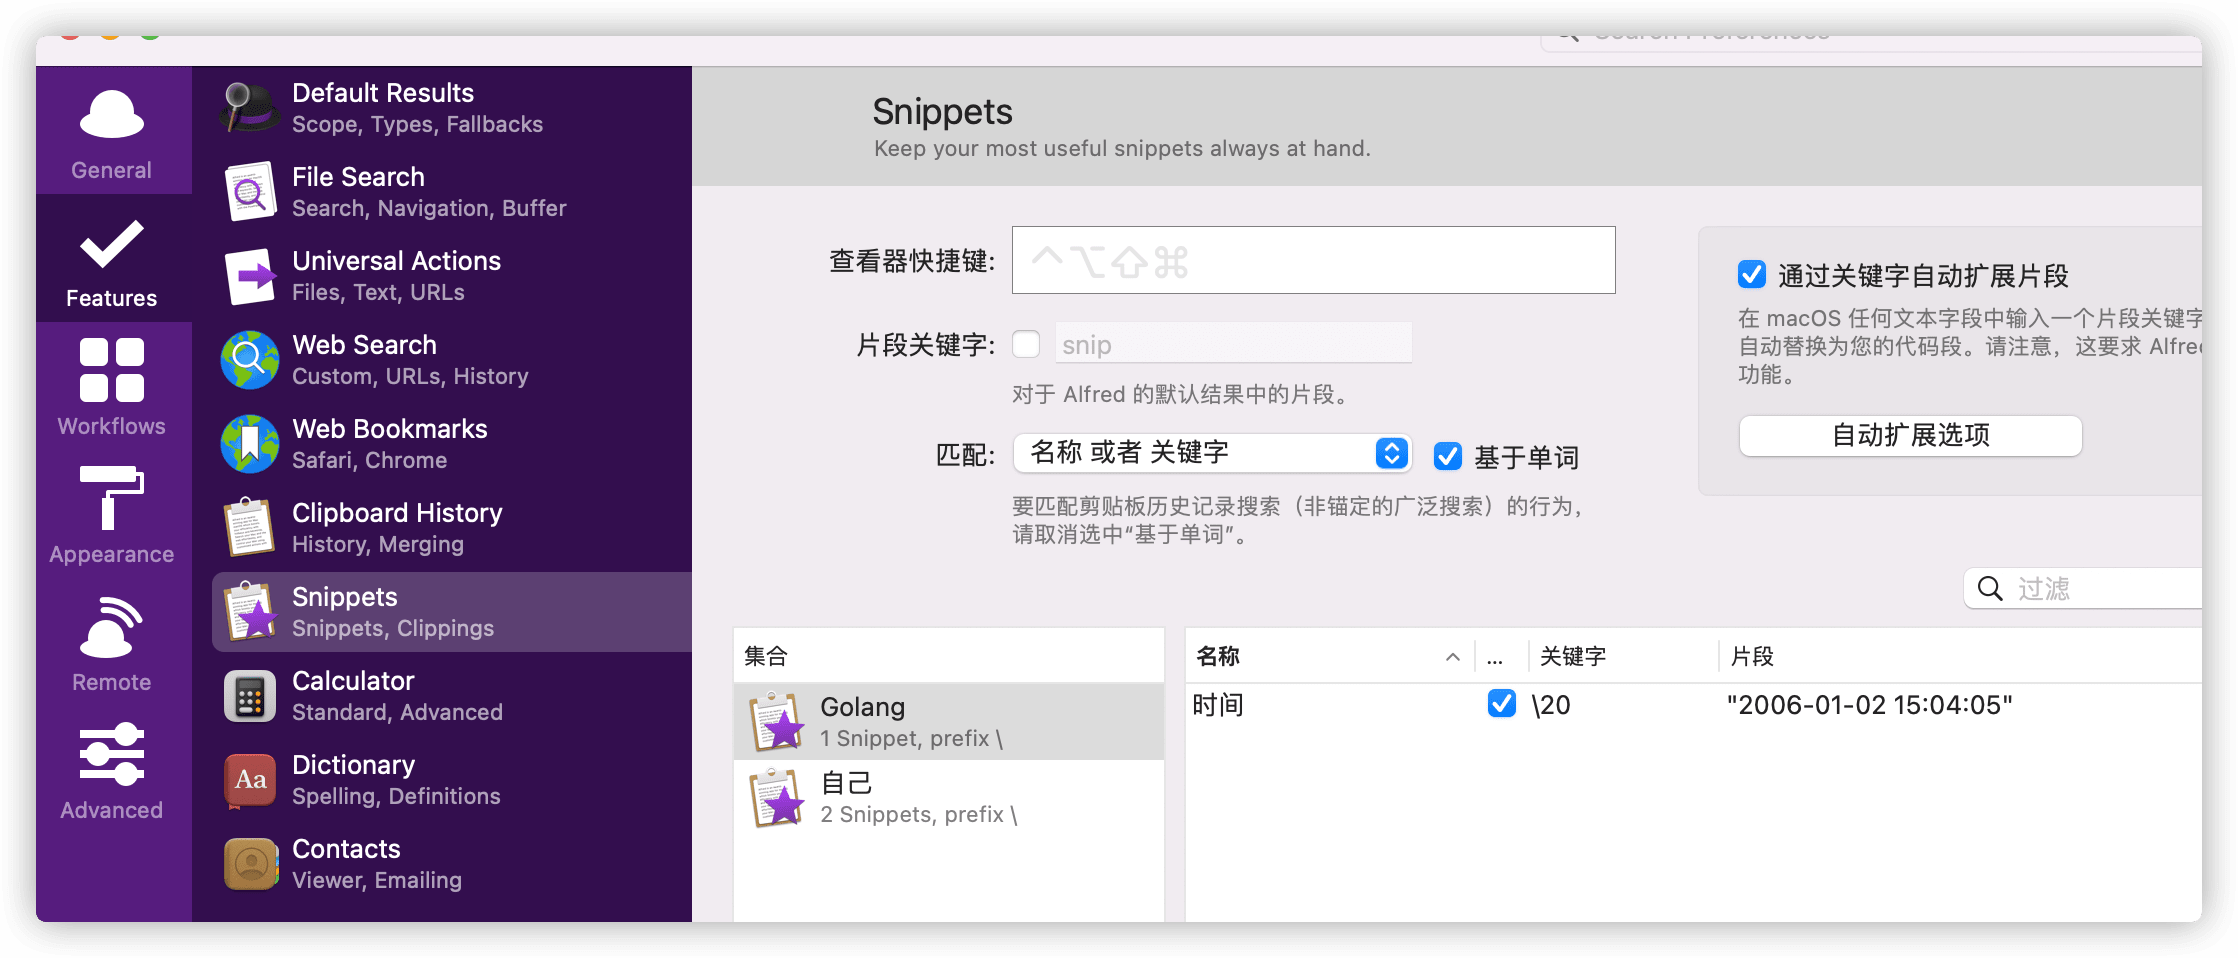 Search Preferences
General
Features
Workflows
Appearance
Remote
Advanced
Default Results
Scope, Types, Fallbacks
File Search
Search, Navigation, Buffer
Universal Actions
Files, Text, URLs
Web Search
Custom, URLs, History
Web Bookmarks
Safari, Chrome
Clipboard History
History, Merging
Snippets
Snippets, Clippings
Calculator
Standard, Advanced
Dictionary
Spelling, Definitions
Contacts
Viewer, Emailing
Aa
Snippets
Keep your most useful snippets always at hand.
查看器快捷键: ^⌥⇧⌘
片段关键字: snip
对于 Alfred 的默认结果中的片段。
匹配: 名称 或者 关键字 基于单词
要匹配剪贴板历史记录搜索（非锚定的广泛搜索）的行为，
请取消选中“基于单词”。
通过关键字自动扩展片段
在 macOS 任何文本字段中输入一个片段关键字
自动替换为您的代码段。请注意，这要求 Alfre
功能。
自动扩展选项
过滤
集合
Golang
1 Snippet, prefix \
自己
2 Snippets, prefix \
名称 ... 关键字 片段
时间 \20 "2006-01-02 15:04:05"